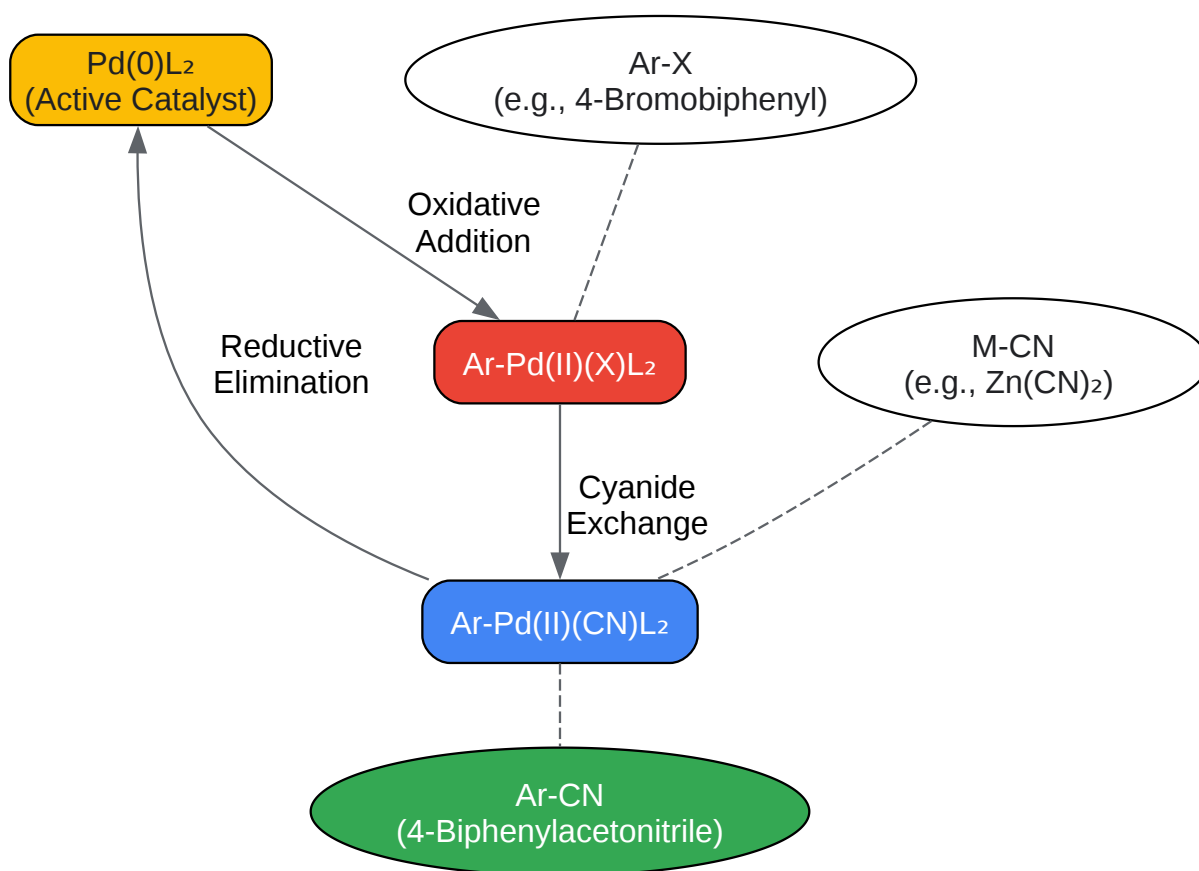 Pd(0)L₂
(Active Catalyst)
Ar-X
(e.g., 4-Bromobiphenyl)
Oxidative
Addition
Reductive
Elimination
Ar-Pd(II)(X)L₂
M-CN
(e.g., Zn(CN)₂)
Cyanide
Exchange
Ar-Pd(II)(CN)L₂
Ar-CN
(4-Biphenylacetonitrile)